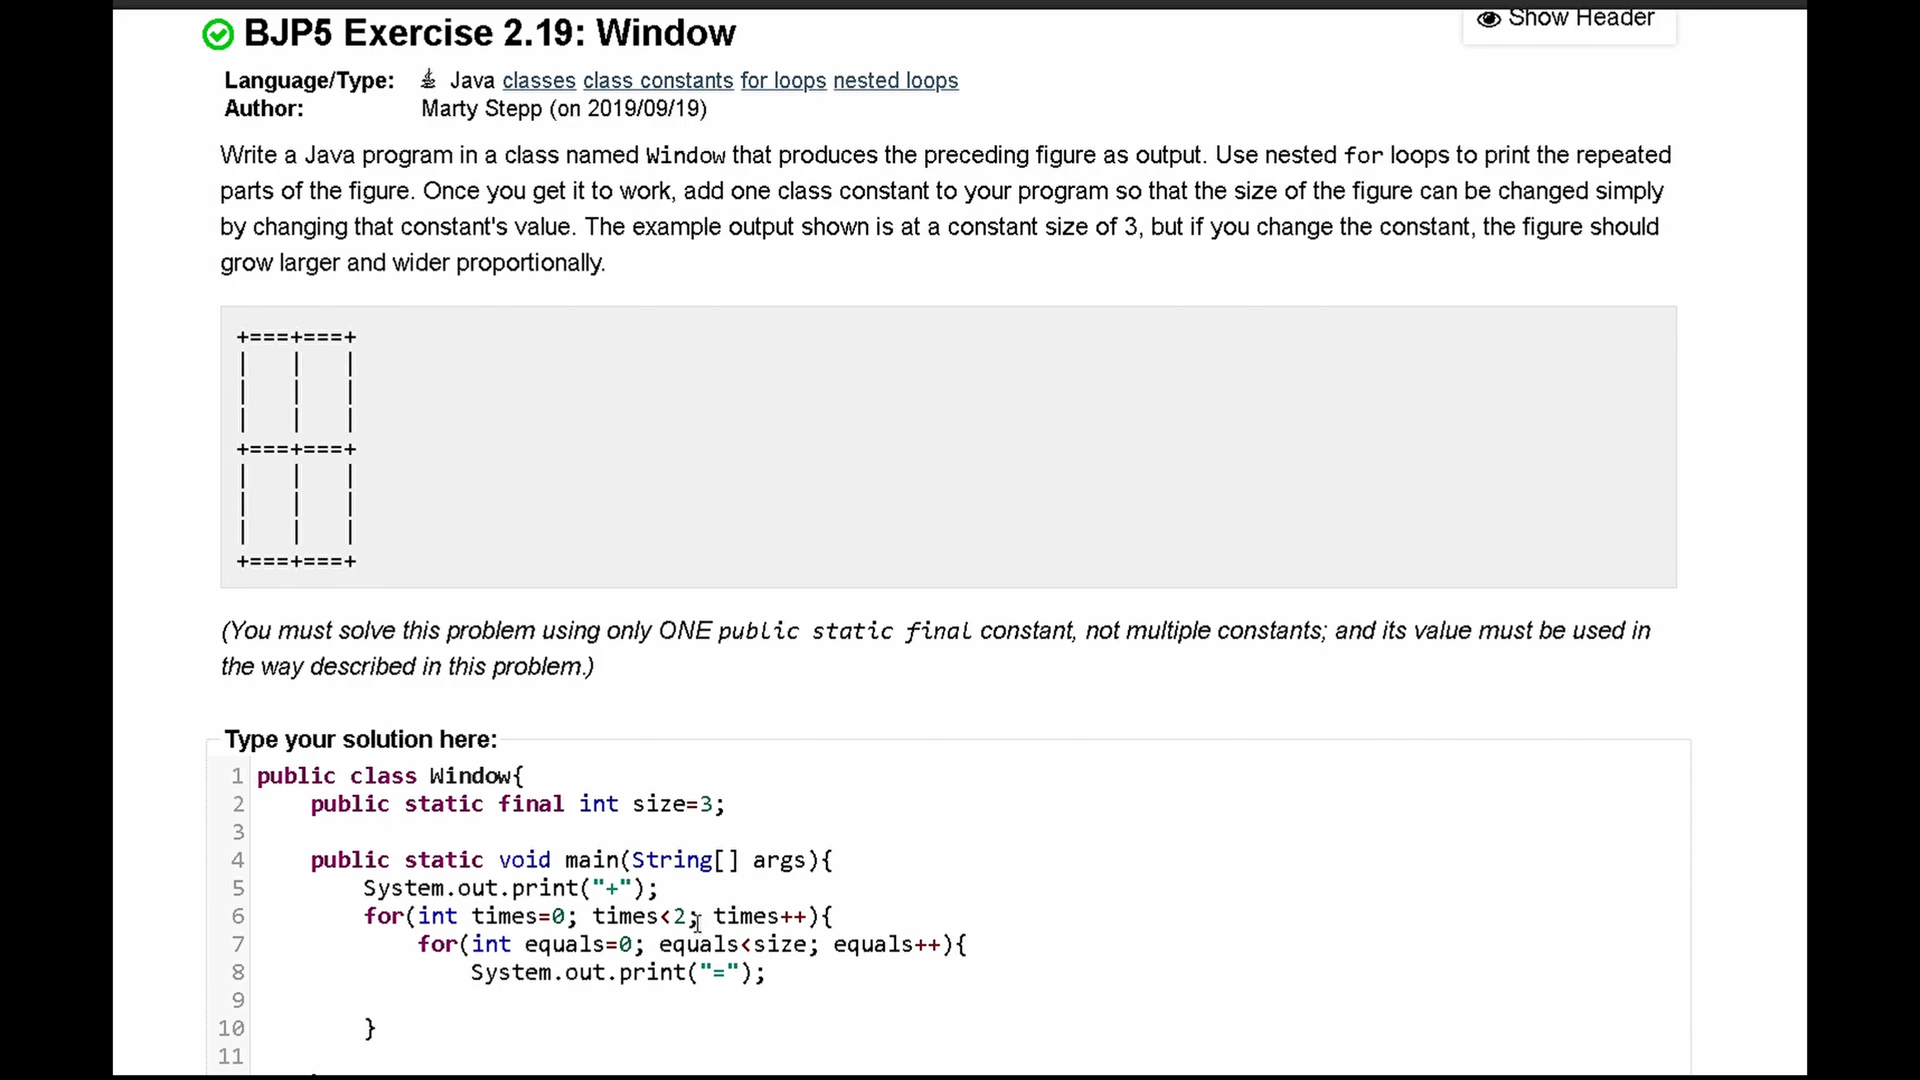 BJP5 Exercise 2.19: Window
Show Header
Language/Type: Java classes class constants for loops nested loops
Author: Marty Stepp (on 2019/09/19)
Write a Java program in a class named Window that produces the preceding figure as output. Use nested for loops to print the repeated
parts of the figure. Once you get it to work, add one class constant to your program so that the size of the figure can be changed simply
by changing that constant's value. The example output shown is at a constant size of 3, but if you change the constant, the figure should
grow larger and wider proportionally.
+===+===+
|   |   |
|   |   |
|   |   |
+===+===+
|   |   |
|   |   |
|   |   |
+===+===+
(You must solve this problem using only ONE public static final constant, not multiple constants; and its value must be used in
the way described in this problem.)
Type your solution here:
1 public class Window{
2     public static final int size=3;
3
4     public static void main(String[] args){
5         System.out.print("+");
6         for(int times=0; times<2; times++){
7             for(int equals=0; equals<size; equals++){
8                 System.out.print("=");
9
10         }
11